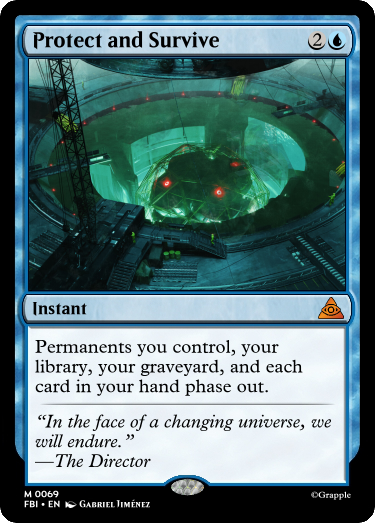 Protect and Survive 2
Instant
Permanents you control, your
library, your graveyard, and each
card in your hand phase out.
“In the face of a changing universe, we
will endure.”
—The Director
M 0069
FBI • EN Gabriel Jiménez
©Grapple